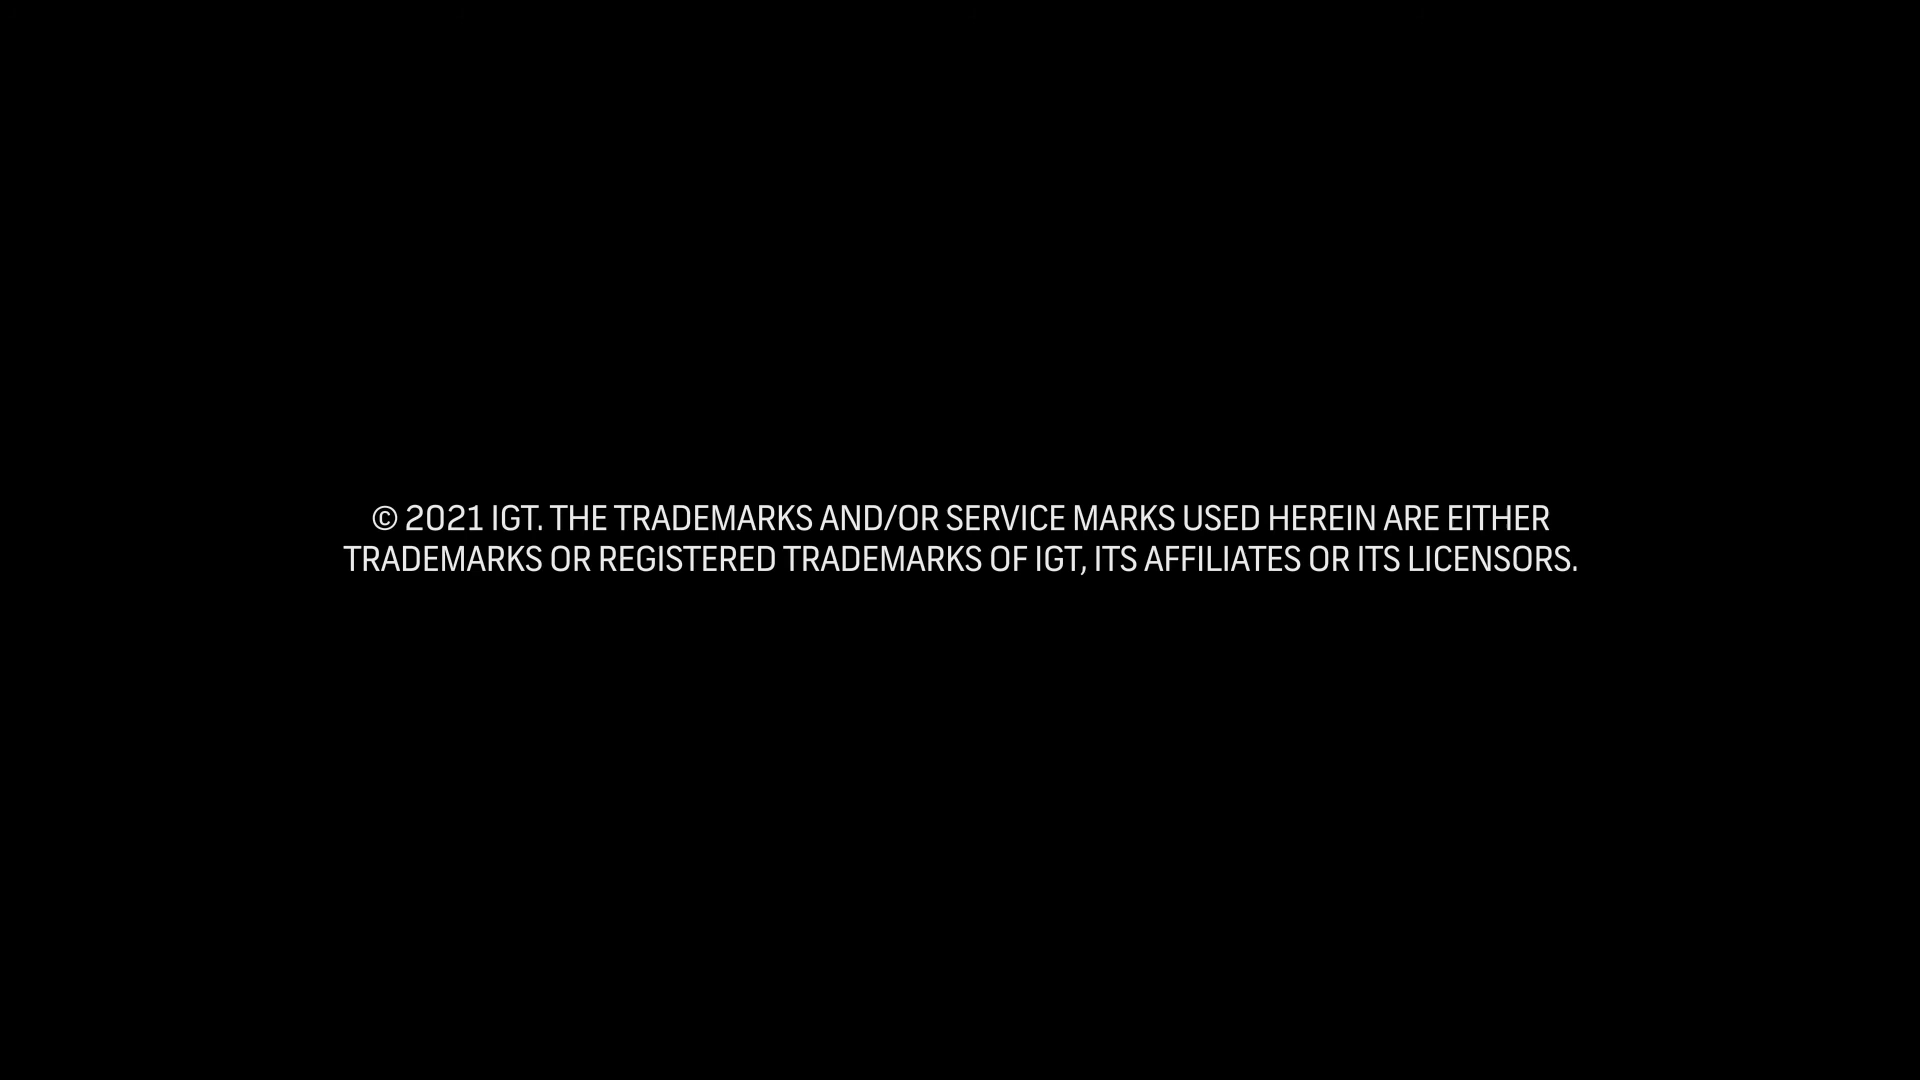 © 2021 IGT. THE TRADEMARKS AND/OR SERVICE MARKS USED HEREIN ARE EITHER
TRADEMARKS OR REGISTERED TRADEMARKS OF IGT, ITS AFFILIATES OR ITS LICENSORS.